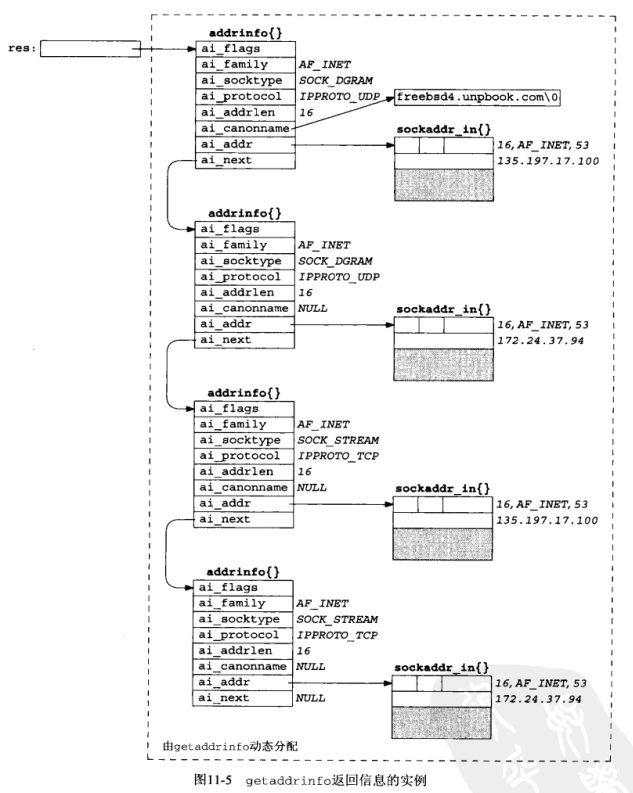 addrinfo{}
res:
ai_flags
ai_family AF_INET
ai_socktype SOCK_DGRAM
ai_protocol IPPROTO_UDP
ai_addrlen 16
ai_canonname freebsd4.unpbook.com\0
ai_addr
ai_next
sockaddr_in{}
16, AF_INET, 53
135.197.17.100
addrinfo{}
ai_flags
ai_family AF_INET
ai_socktype SOCK_DGRAM
ai_protocol IPPROTO_UDP
ai_addrlen 16
ai_canonname NULL
ai_addr
ai_next
sockaddr_in{}
16, AF_INET, 53
172.24.37.94
addrinfo{}
ai_flags
ai_family AF_INET
ai_socktype SOCK_STREAM
ai_protocol IPPROTO_TCP
ai_addrlen 16
ai_canonname NULL
ai_addr
ai_next
sockaddr_in{}
16, AF_INET, 53
135.197.17.100
addrinfo{}
ai_flags
ai_family AF_INET
ai_socktype SOCK_STREAM
ai_protocol IPPROTO_TCP
ai_addrlen 16
ai_canonname NULL
ai_addr
ai_next NULL
sockaddr_in{}
16, AF_INET, 53
172.24.37.94
由getaddrinfo动态分配
图11-5 getaddrinfo返回信息的实例